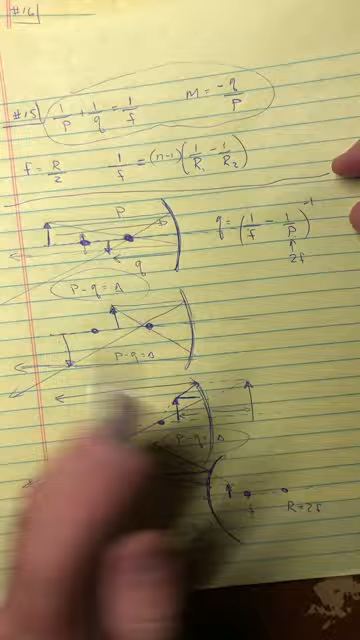 #16
#15 1/P + 1/q = 1/f M = -q/P
f = R/2 1/f = (n-1)(1/R₁ - 1/R₂)
P
q = (1/f - 1/P)⁻¹
2f
q
P-q=Δ
P-q=Δ
P-q=Δ
f R=2f